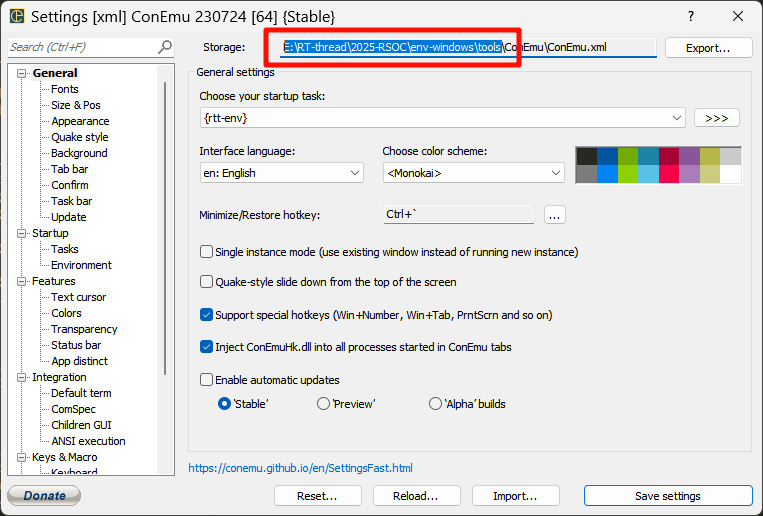 Settings [xml] ConEmu 230724 [64] {Stable}
Search (Ctrl+F)
Storage: E:\RT-thread\2025-RSOC\env-windows\tools\ConEmu\ConEmu.xml Export...
General
Fonts
Size & Pos
Appearance
Quake style
Background
Tab bar
Confirm
Task bar
Update
Startup
Tasks
Environment
Features
Text cursor
Colors
Transparency
Status bar
App distinct
Integration
Default term
ComSpec
Children GUI
ANSI execution
Keys & Macro
Keyboard
General settings
Choose your startup task:
{rtt-env} >>>
Interface language: Choose color scheme:
en: English <Monokai>
Minimize/Restore hotkey: Ctrl+` ...
Single instance mode (use existing window instead of running new instance)
Quake-style slide down from the top of the screen
Support special hotkeys (Win+Number, Win+Tab, PrntScrn and so on)
Inject ConEmuHk.dll into all processes started in ConEmu tabs
Enable automatic updates
‘Stable’ ‘Preview’ ‘Alpha’ builds
https://conemu.github.io/en/SettingsFast.html
Donate Reset... Reload... Import... Save settings